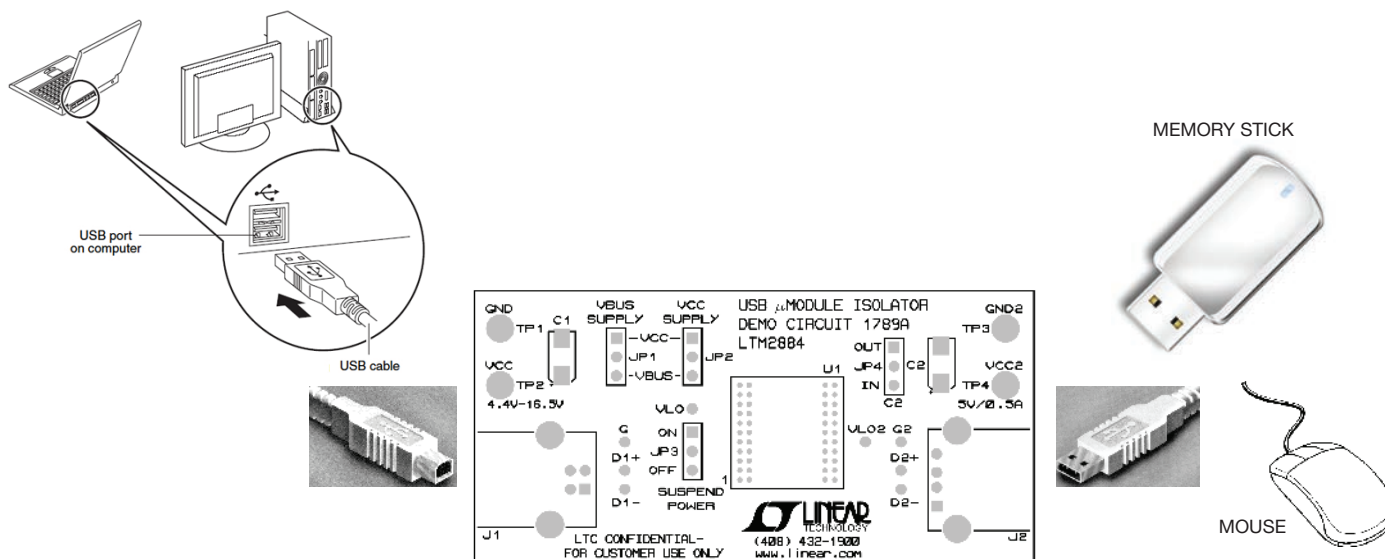 USB port
on computer
USB cable
MEMORY STICK
MOUSE
GND
TP1
C1
VBUS
SUPPLY
VCC
SUPPLY
USB µMODULE ISOLATOR
DEMO CIRCUIT 1789A
LTM2884
GND2
TP3
VCC
TP2
4.4V-16.5V
-VCC-
JP1
JP2
-VBUS-
OUT
JP4
IN
C2
C2
U1
VCC2
TP4
5V/0.5A
VLO
ON
JP3
OFF
SUSPEND
POWER
G
D1+
D1-
1
VLO2
G2
D2+
D2-
J1
J2
LINEAR
TECHNOLOGY
(408) 432-1900
www.linear.com
LTC CONFIDENTIAL-
FOR CUSTOMER USE ONLY